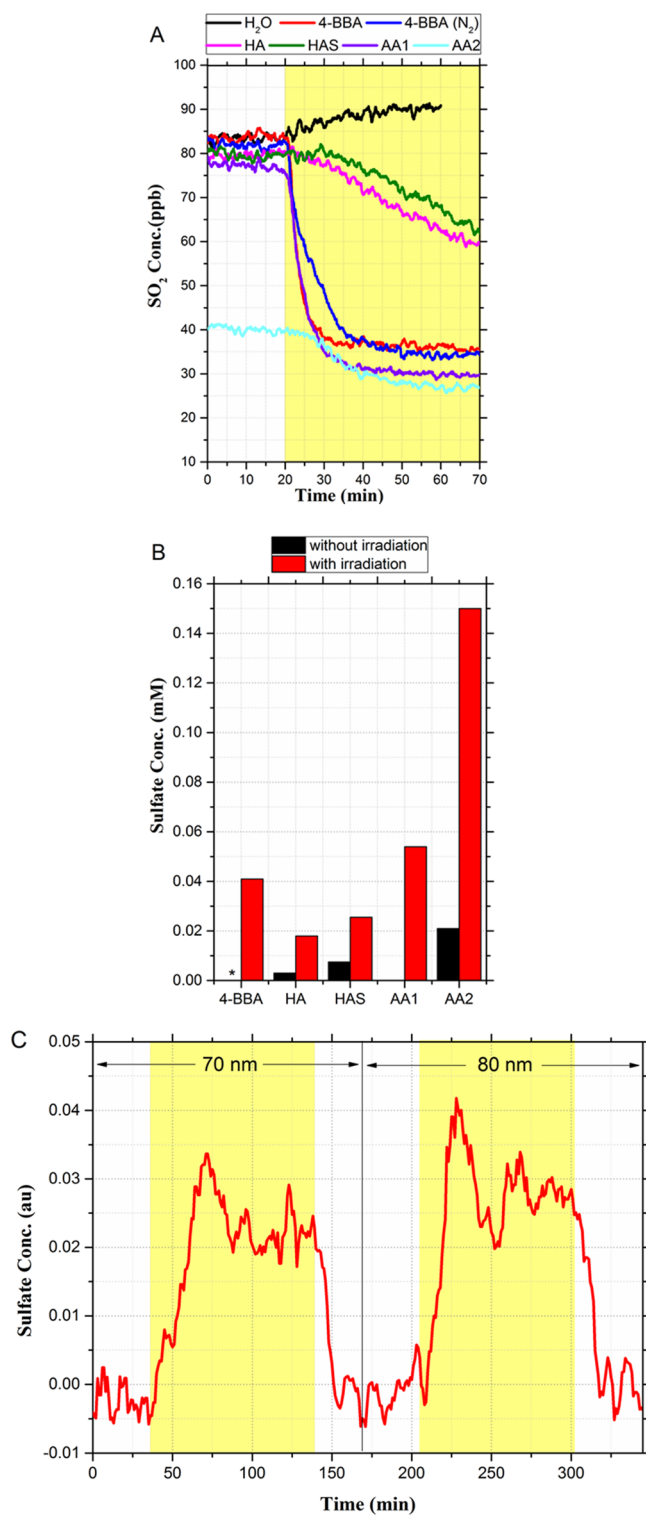 A
H₂O 4-BBA 4-BBA (N₂)
HA HAS AA1 AA2
100
90
80
70
60
50
40
30
20
10
SO₂ Conc.(ppb)
0 10 20 30 40 50 60 70
Time (min)
B
without irradiation
with irradiation
0.16
0.14
0.12
0.10
0.08
0.06
0.04
0.02
0.00
Sulfate Conc. (mM)
*
4-BBA HA HAS AA1 AA2
C
70 nm 80 nm
0.05
0.04
0.03
0.02
0.01
0.00
-0.01
Sulfate Conc. (au)
0 50 100 150 200 250 300
Time (min)